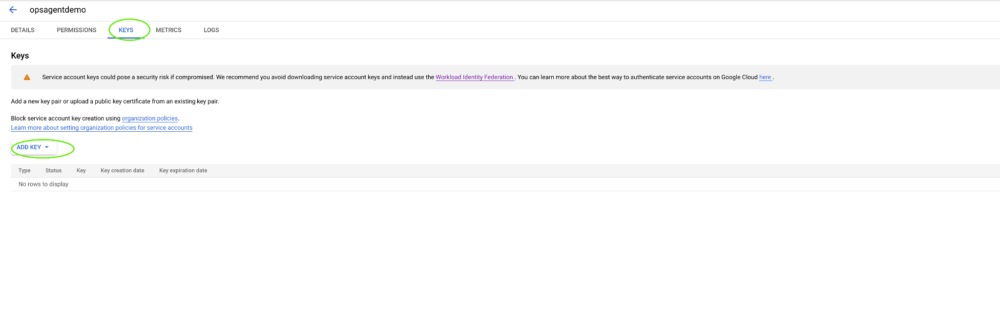 opsagentdemo
DETAILS PERMISSIONS KEYS METRICS LOGS
Keys
Service account keys could pose a security risk if compromised. We recommend you avoid downloading service account keys and instead use the Workload Identity Federation . You can learn more about the best way to authenticate service accounts on Google Cloud here .
Add a new key pair or upload a public key certificate from an existing key pair.
Block service account key creation using organization policies.
Learn more about setting organization policies for service accounts
ADD KEY
Type Status Key Key creation date Key expiration date
No rows to display